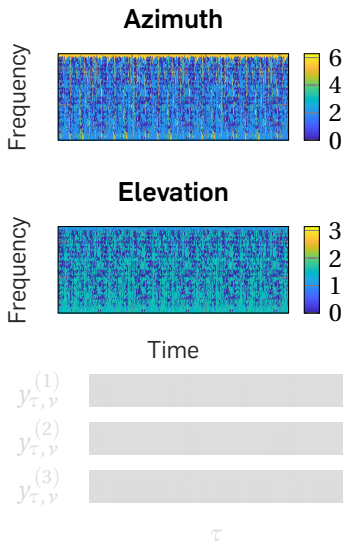 Azimuth
Frequency
6
4
2
0
Elevation
Frequency
3
2
1
0
Time
y_{τ,ν}^{(1)}
y_{τ,ν}^{(2)}
y_{τ,ν}^{(3)}
τ